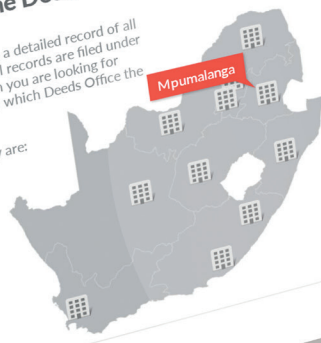 a detailed record of all
records are filed under
you are looking for
which Deeds Office the
are:
Mpumalanga